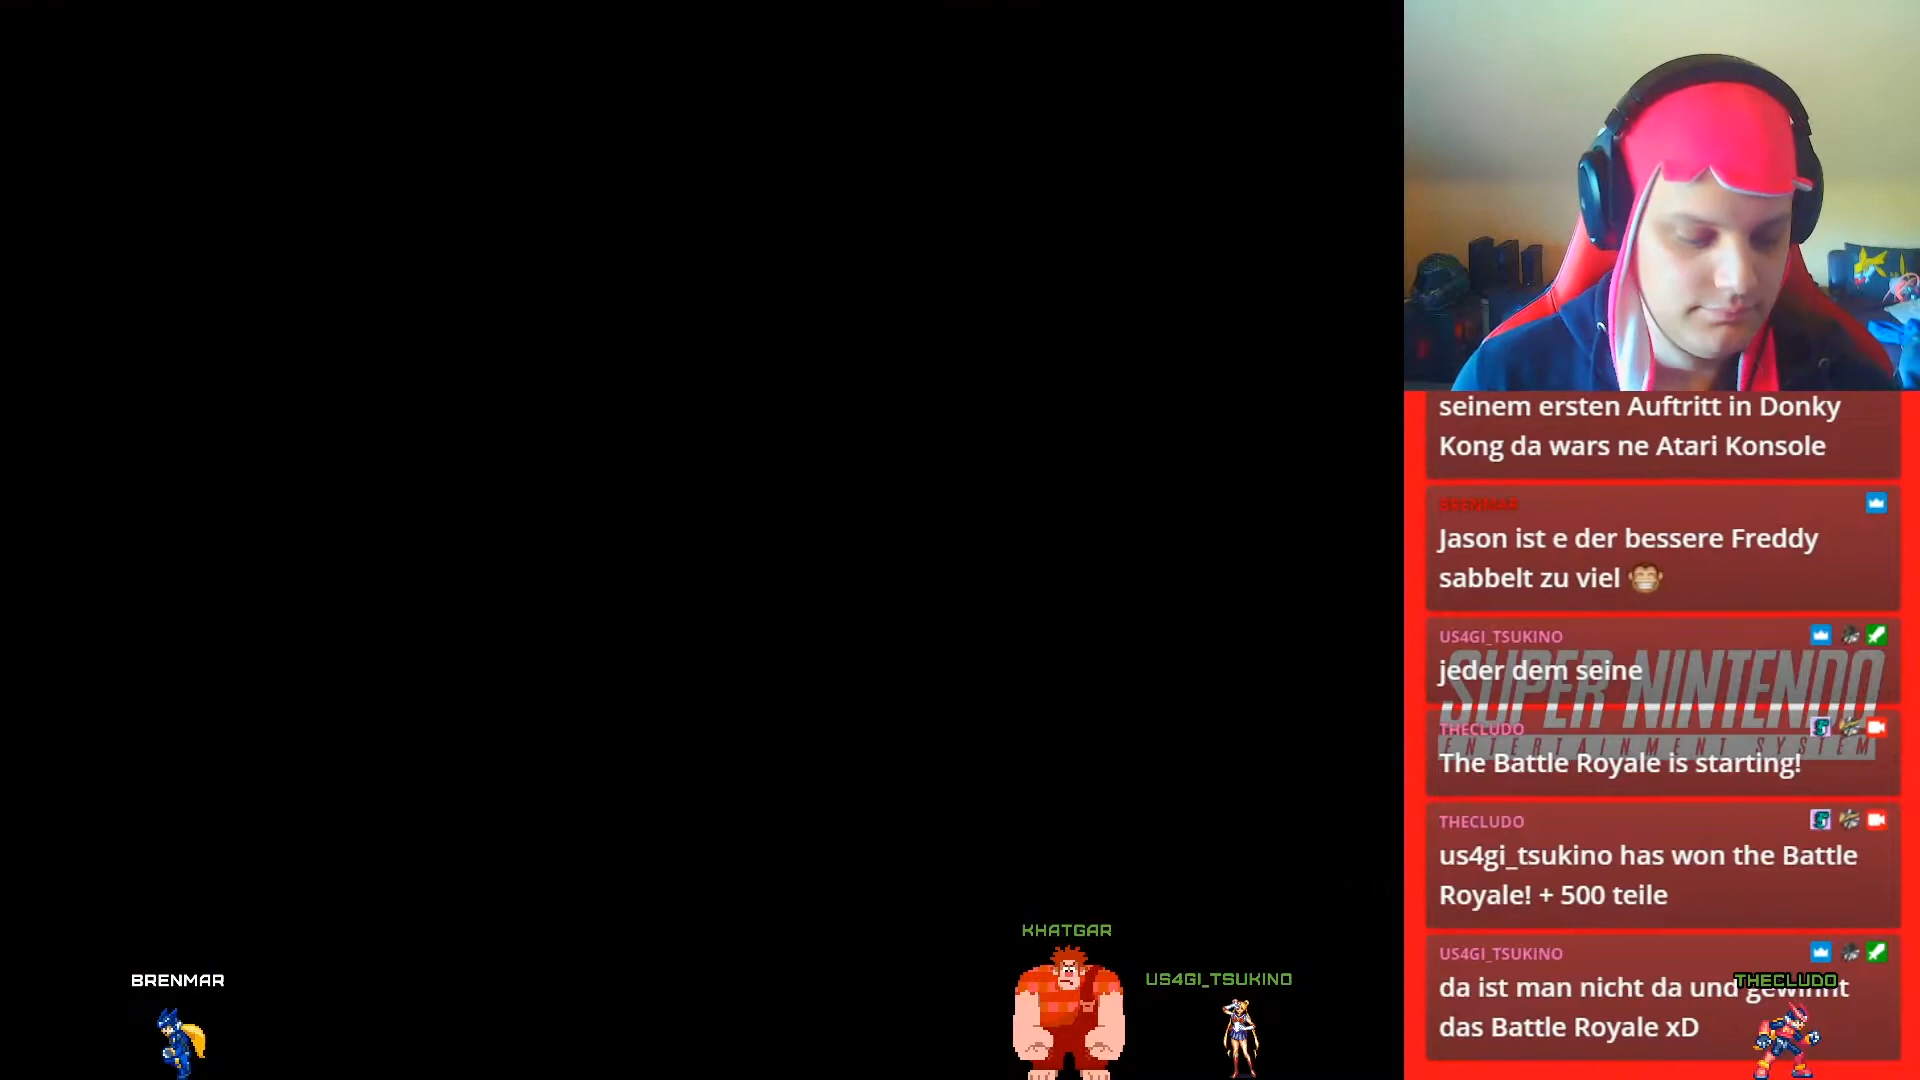 seinem ersten Auftritt in Donky
Kong da wars ne Atari Konsole
BRENMAR
Jason ist e der bessere Freddy
sabbelt zu viel
US4GI_TSUKINO
jeder dem seine
SUPER NINTENDO
THECLUDO
ENTERTAINMENT SYSTEM
The Battle Royale is starting!
THECLUDO
us4gi_tsukino has won the Battle
Royale! + 500 teile
US4GI_TSUKINO
da ist man nicht da und gewinnt
das Battle Royale xD
THECLUDO
KHATGAR
US4GI_TSUKINO
BRENMAR